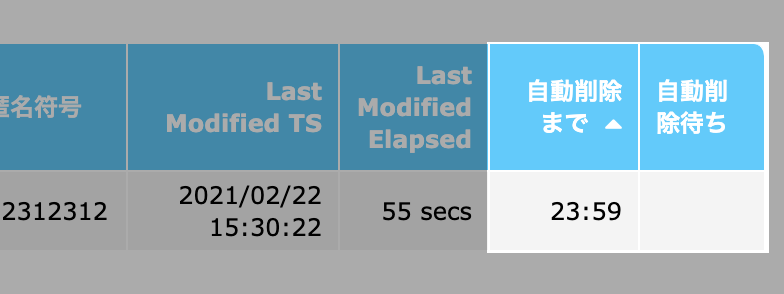 匿名符号
Last
Modified TS
Last
Modified
Elapsed
自動削除
まで
自動削
除待ち
2312312
2021/02/22
15:30:22
55 secs
23:59